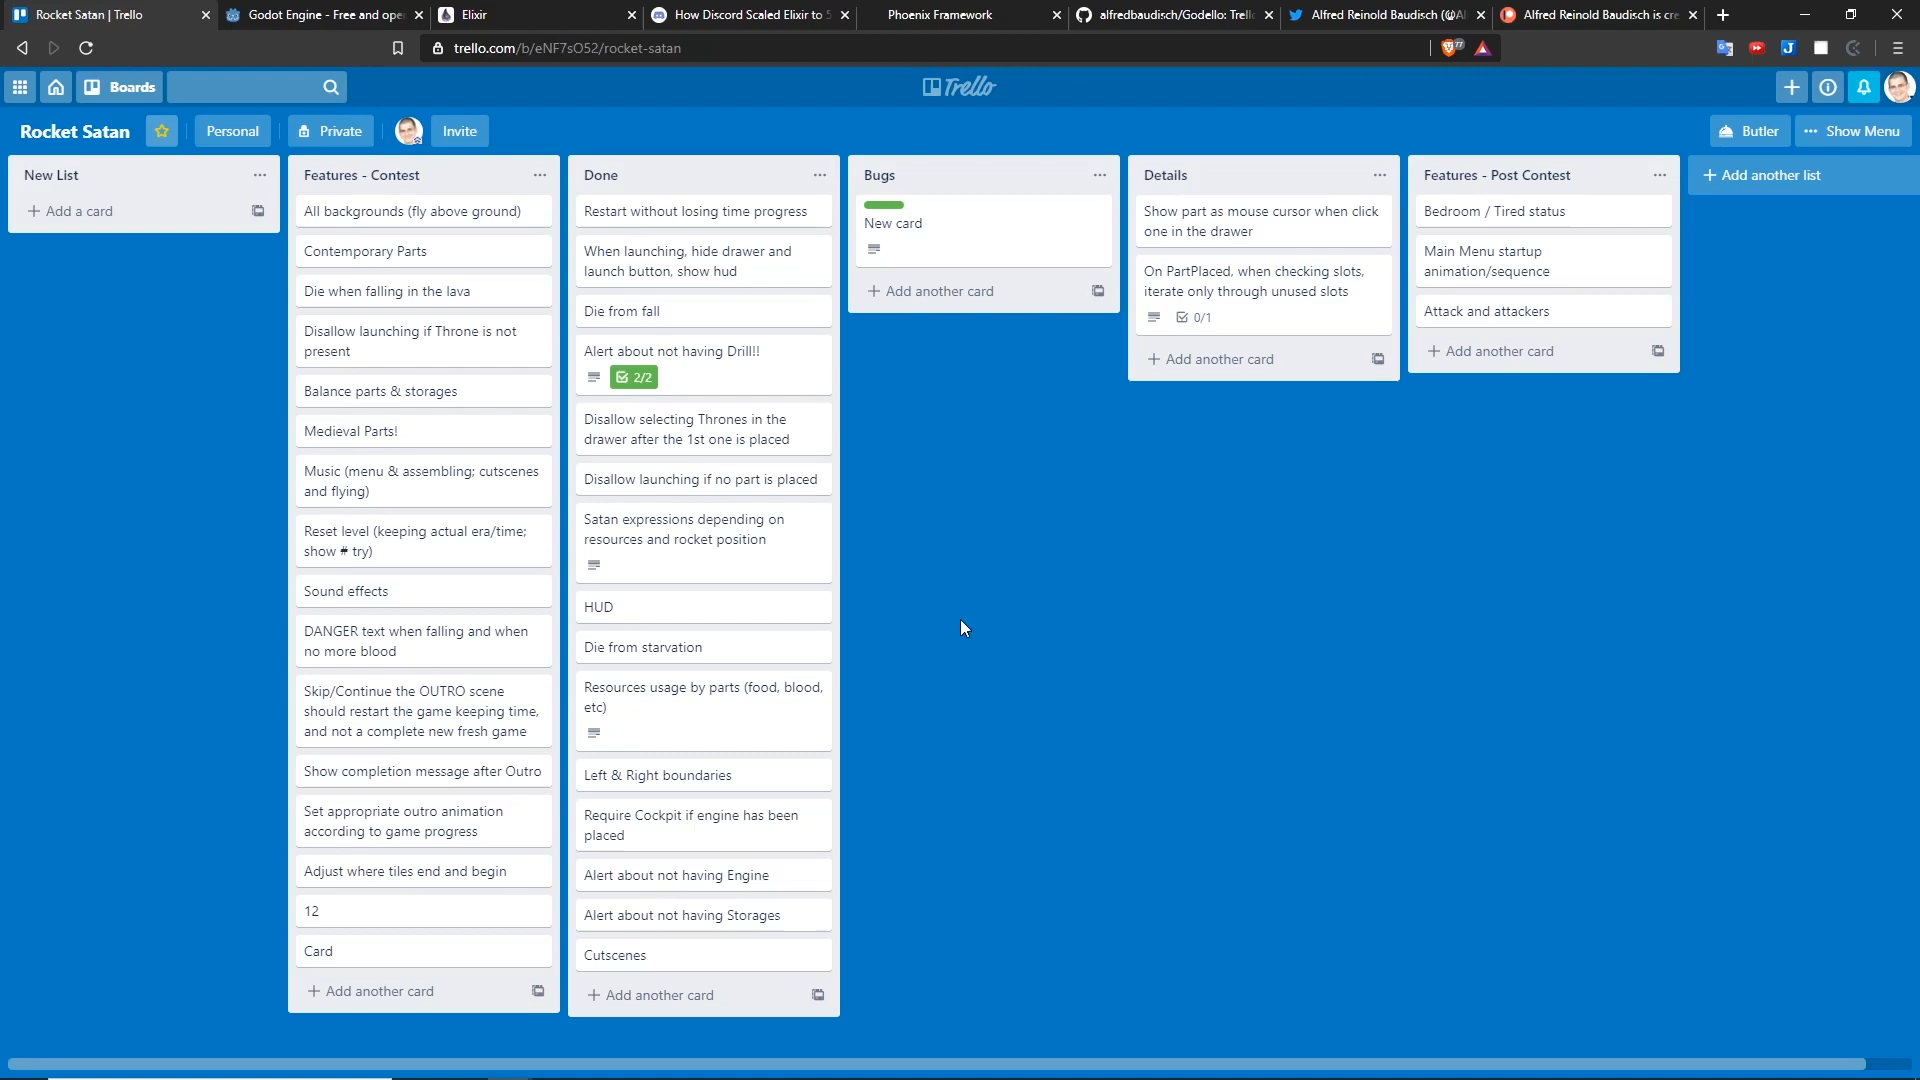 Rocket Satan | Trello
Godot Engine - Free and ope
Elixir
How Discord Scaled Elixir to 5
Phoenix Framework
alfredbaudisch/Godello: Trell
Alfred Reinold Baudisch (@Al
Alfred Reinold Baudisch is cre
trello.com/b/eNF7sO52/rocket-satan
Boards
Trello
Rocket Satan
Personal
Private
Invite
Butler
Show Menu
New List
Add a card
Features - Contest
All backgrounds (fly above ground)
Contemporary Parts
Die when falling in the lava
Disallow launching if Throne is not
present
Balance parts & storages
Medieval Parts!
Music (menu & assembling; cutscenes
and flying)
Reset level (keeping actual era/time;
show # try)
Sound effects
DANGER text when falling and when
no more blood
Skip/Continue the OUTRO scene
should restart the game keeping time,
and not a complete new fresh game
Show completion message after Outro
Set appropriate outro animation
according to game progress
Adjust where tiles end and begin
12
Card
Add another card
Done
Restart without losing time progress
When launching, hide drawer and
launch button, show hud
Die from fall
Alert about not having Drill!!
2/2
Disallow selecting Thrones in the
drawer after the 1st one is placed
Disallow launching if no part is placed
Satan expressions depending on
resources and rocket position
HUD
Die from starvation
Resources usage by parts (food, blood,
etc)
Left & Right boundaries
Require Cockpit if engine has been
placed
Alert about not having Engine
Alert about not having Storages
Cutscenes
Add another card
Bugs
New card
Add another card
Details
Show part as mouse cursor when click
one in the drawer
On PartPlaced, when checking slots,
iterate only through unused slots
0/1
Add another card
Features - Post Contest
Bedroom / Tired status
Main Menu startup
animation/sequence
Attack and attackers
Add another card
Add another list